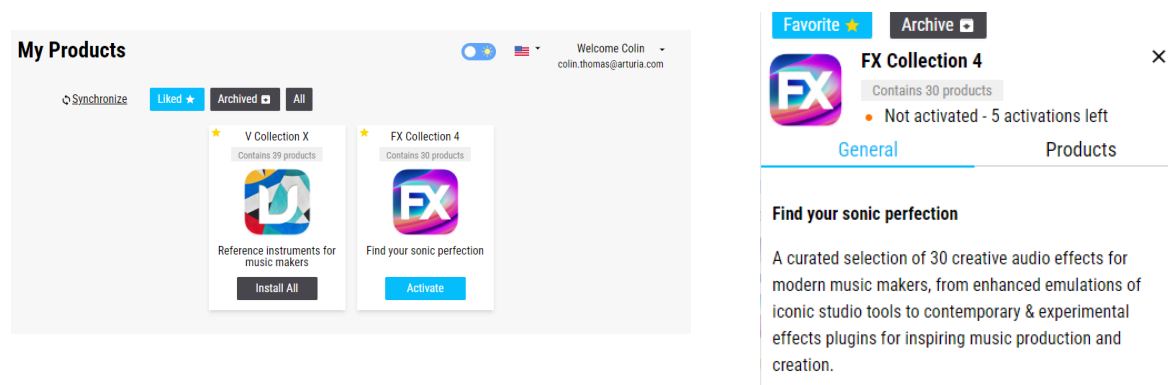 My Products
Welcome Colin
colin.thomas@arturia.com
Synchronize
Liked
Archived
All
V Collection X
Contains 39 products
Reference instruments for
music makers
Install All
FX Collection 4
Contains 30 products
FX
Find your sonic perfection
Activate
Favorite
Archive
FX
FX Collection 4
Contains 30 products
Not activated - 5 activations left
General
Products
Find your sonic perfection
A curated selection of 30 creative audio effects for
modern music makers, from enhanced emulations of
iconic studio tools to contemporary & experimental
effects plugins for inspiring music production and
creation.